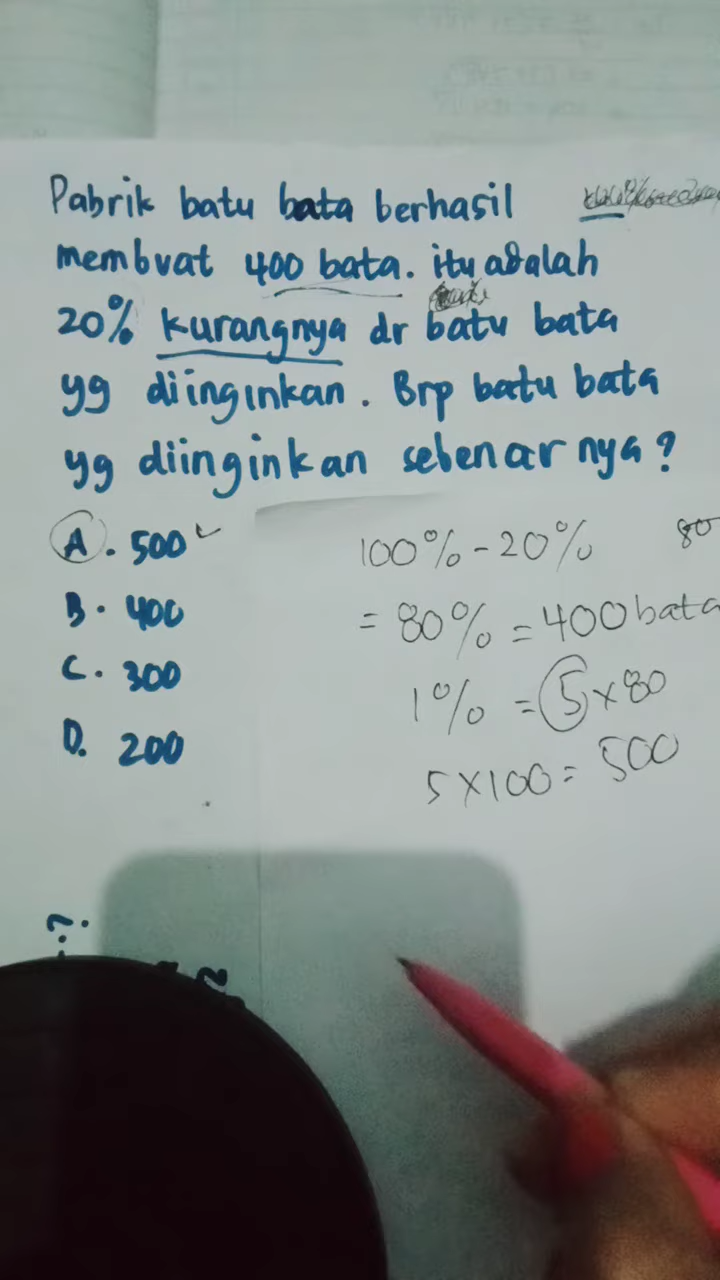 Pabrik batu bata berhasil
membuat 400 bata. itu adalah
20% kurangnya dr batu bata
yg diinginkan. Brp batu bata
yg diinginkan sebenarnya?
A. 500
B. 400
C. 300
D. 200
100% - 20%
80
= 80% = 400 bata
1% = 5 x 80
5 x 100 = 500